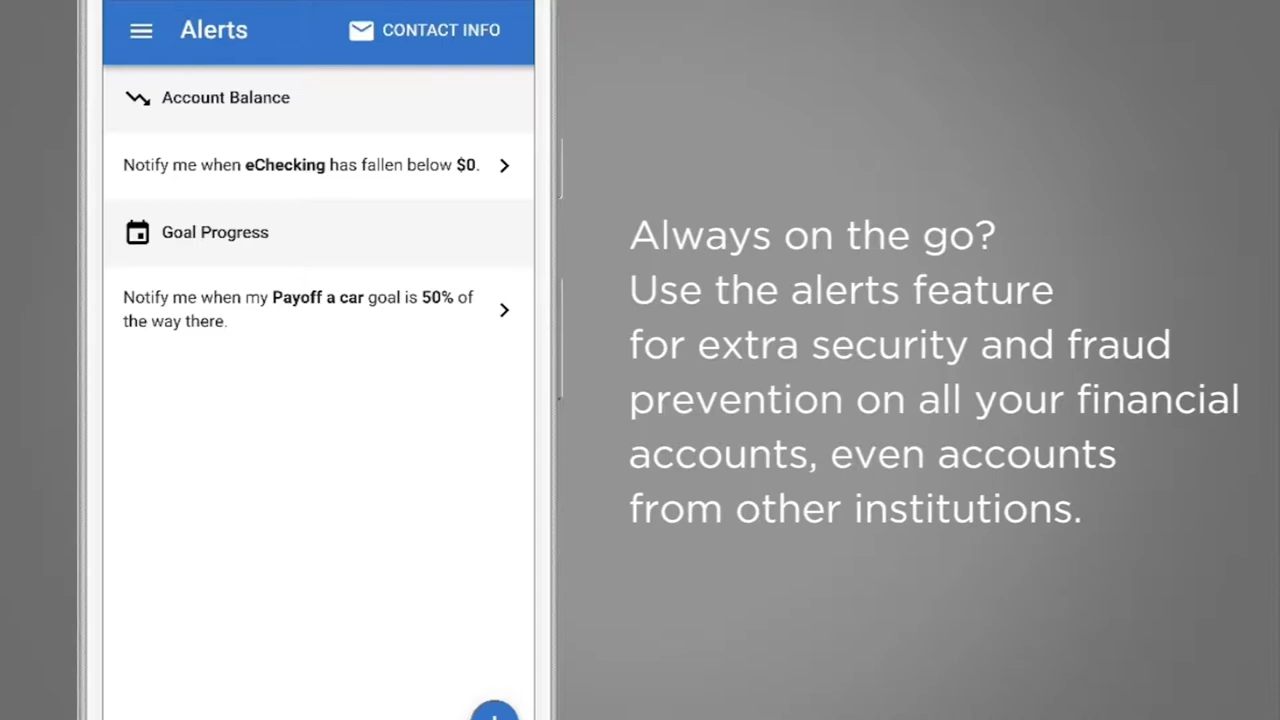 Alerts
CONTACT INFO
Account Balance
Notify me when eChecking has fallen below $0.
Goal Progress
Notify me when my Payoff a car goal is 50% of
the way there.
Always on the go?
Use the alerts feature
for extra security and fraud
prevention on all your financial
accounts, even accounts
from other institutions.